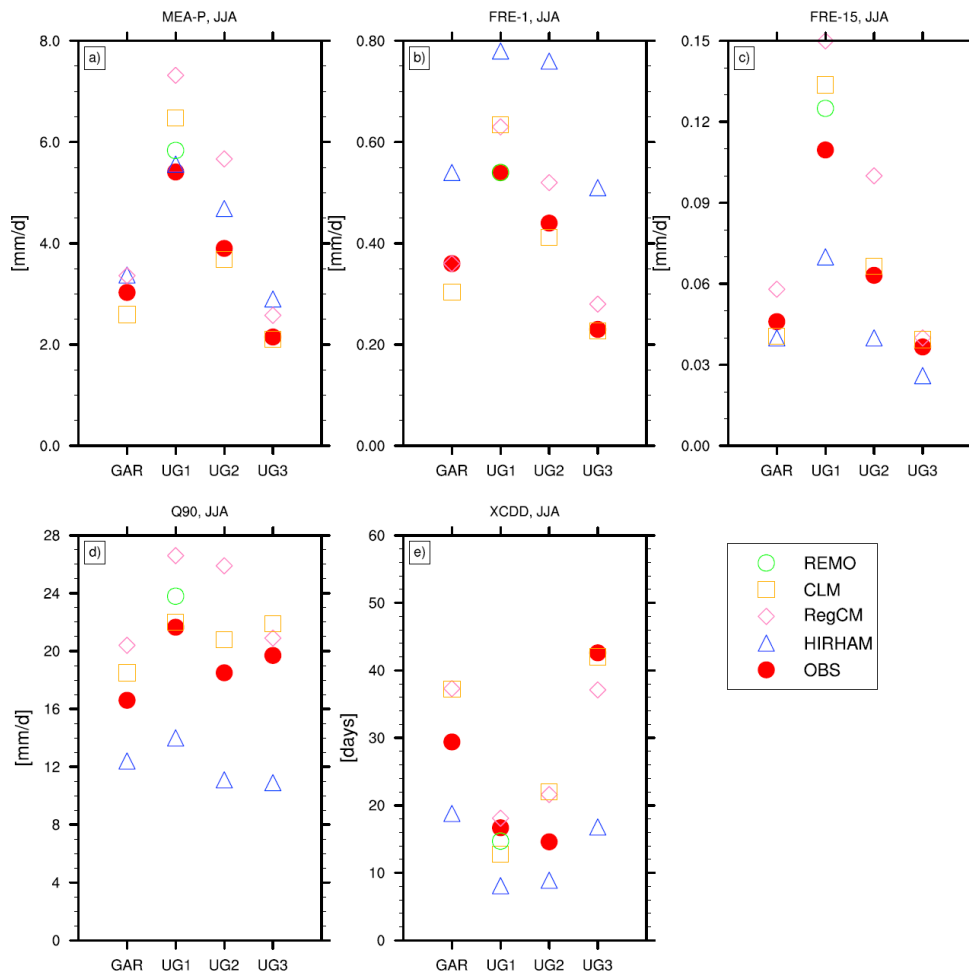 MEA-P, JJA
FRE-1, JJA
FRE-15, JJA
a)
8.0
6.0
4.0
2.0
0.0
[mm/d]
GAR UG1 UG2 UG3
b)
0.80
0.60
0.40
0.20
0.00
[mm/d]
GAR UG1 UG2 UG3
c)
0.15
0.12
0.09
0.06
0.03
0.00
[mm/d]
GAR UG1 UG2 UG3
Q90, JJA
XCDD, JJA
d)
28
24
20
16
12
8
4
0
[mm/d]
GAR UG1 UG2 UG3
e)
60
50
40
30
20
10
0
[days]
GAR UG1 UG2 UG3
REMO
CLM
RegCM
HIRHAM
OBS